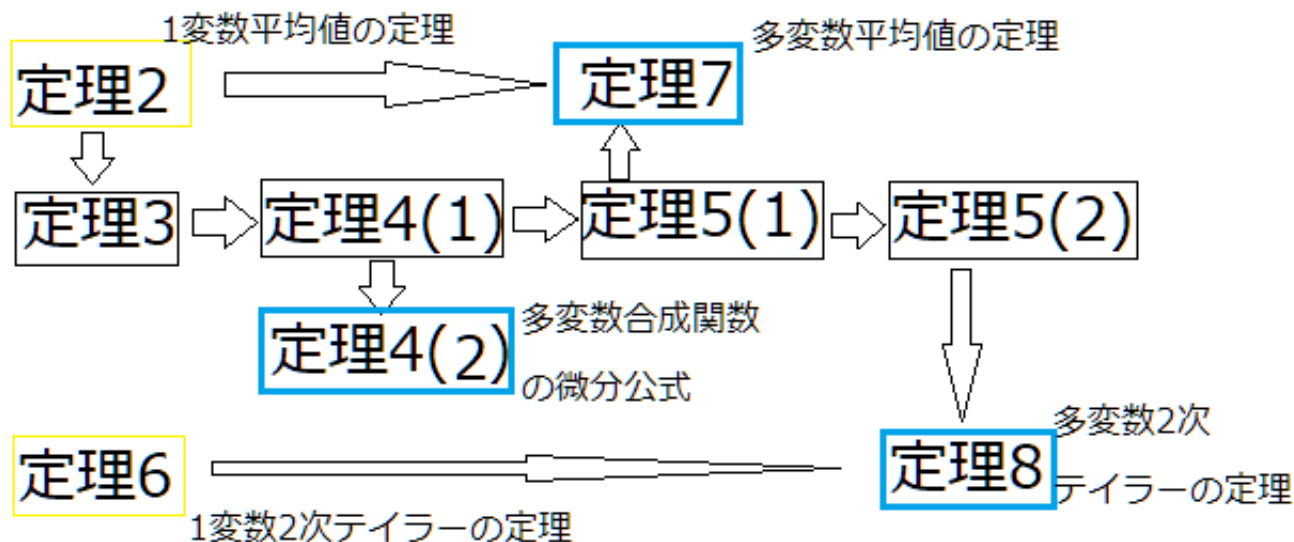 1変数平均値の定理
多変数平均値の定理
定理2
定理7
定理3
定理4(1)
定理5(1)
定理5(2)
定理4(2)
多変数合成関数
の微分公式
定理6
定理8
多変数2次
テイラーの定理
1変数2次テイラーの定理